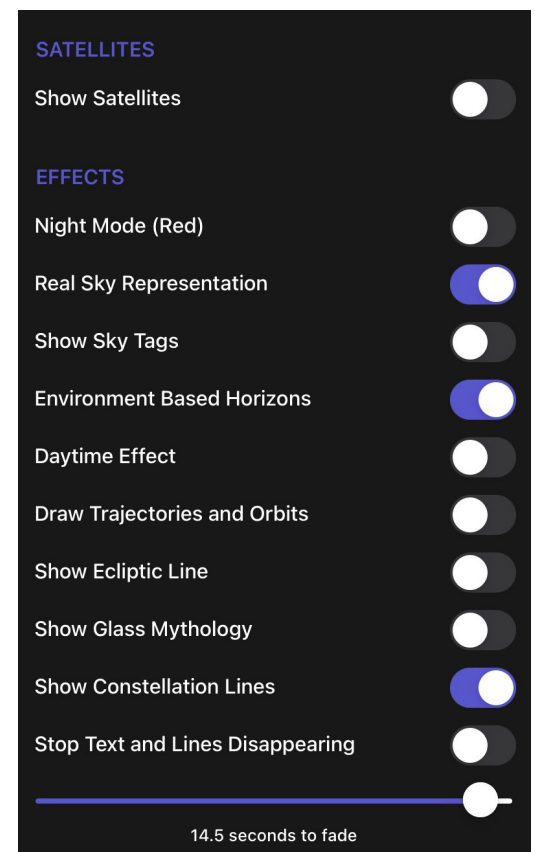 SATELLITES
Show Satellites
EFFECTS
Night Mode (Red)
Real Sky Representation
Show Sky Tags
Environment Based Horizons
Daytime Effect
Draw Trajectories and Orbits
Show Ecliptic Line
Show Glass Mythology
Show Constellation Lines
Stop Text and Lines Disappearing
14.5 seconds to fade